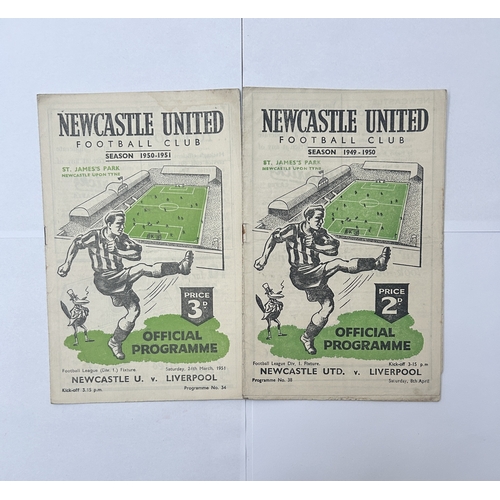 NEWCASTLE UNITED
FOOTBALL CLUB
SEASON 1950-1951
ST. JAMES'S PARK
NEWCASTLE UPON TYNE
PRICE
3D
OFFICIAL
PROGRAMME
Football League (Div. 1.) Fixture
Saturday, 24th March, 1951
NEWCASTLE U. v. LIVERPOOL
Kick-off 3.15 p.m.
Programme No. 36
NEWCASTLE UNITED
FOOTBALL CLUB
SEASON 1949-1950
ST. JAMES'S PARK
NEWCASTLE UPON TYNE
PRICE
2D
OFFICIAL
PROGRAMME
Football League Div. 1. Fixture.
Kick-off 3-15 p.m
NEWCASTLE UTD. v. LIVERPOOL
Programme No. 38
Saturday, 8th April